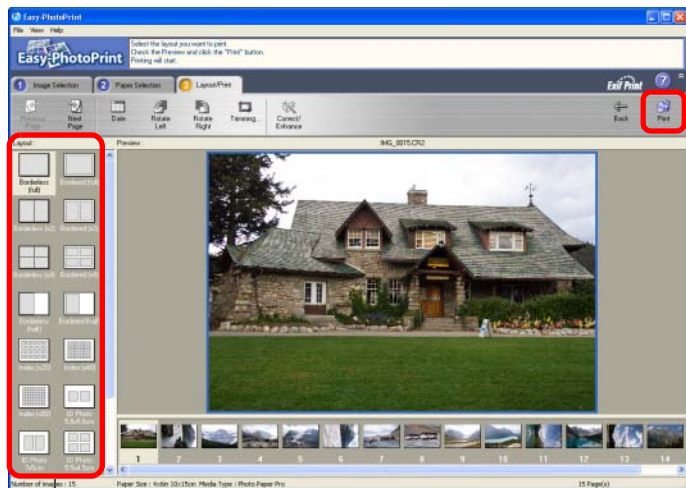 Easy-PhotoPrint
File View Help
Easy-PhotoPrint
Select the layout you want to print.
Check the Preview and click the "Print" button.
Printing will start.
1 Image Selection
2 Paper Selection
3 Layout/Print
Exif Print
?
Previous Page
Next Page
Date
Rotate Left
Rotate Right
Trimming...
Correct/Enhance
Back
Print
Layout:
Preview:
IMG_0015.CR2
Borderless (full)
Bordered (full)
Borderless (x2)
Bordered (x2)
Borderless (x4)
Bordered (x4)
Borderless (half)
Bordered (half)
Index (x20)
Index (x40)
Index (x80)
ID Photo
ID Photo
ID Photo
1 2 3 4 5 6 7 8 9 10 11 12 13 14
Number of images : 15
Paper Size : 4x6in 10x15cm Media Type : Photo Paper Pro
15 Page(s)